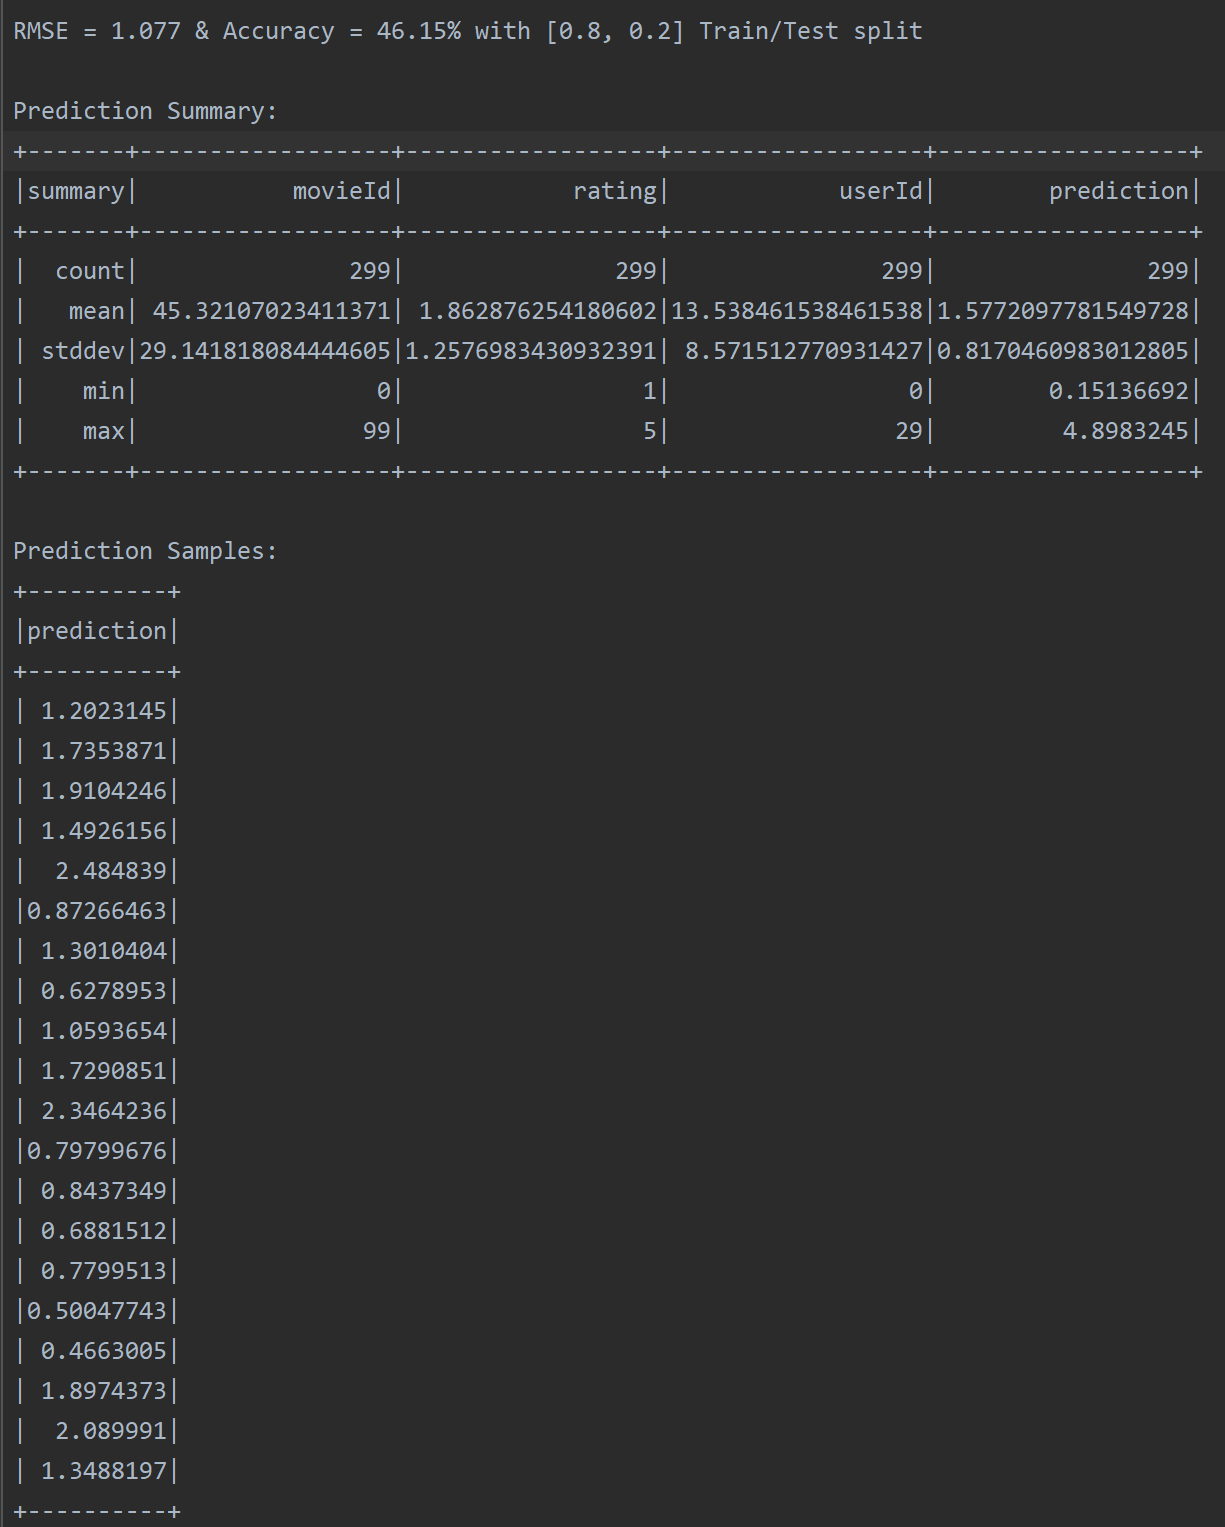 RMSE = 1.077 & Accuracy = 46.15% with [0.8, 0.2] Train/Test split
Prediction Summary:
+-------+------------------+------------------+------------------+------------------+
|summary|           movieId|            rating|            userId|        prediction|
+-------+------------------+------------------+------------------+------------------+
|  count|               299|               299|               299|               299|
|   mean| 45.32107023411371| 1.862876254180602|13.538461538461538|1.5772097781549728|
| stddev|29.141818084444605|1.2576983430932391| 8.571512770931427|0.8170460983012805|
|    min|                 0|                 1|                 0|        0.15136692|
|    max|                99|                 5|                29|         4.8983245|
+-------+------------------+------------------+------------------+------------------+
Prediction Samples:
+----------+
|prediction|
+----------+
| 1.2023145|
| 1.7353871|
| 1.9104246|
| 1.4926156|
|  2.484839|
|0.87266463|
| 1.3010404|
| 0.6278953|
| 1.0593654|
| 1.7290851|
| 2.3464236|
|0.79799676|
| 0.8437349|
| 0.6881512|
| 0.7799513|
|0.50047743|
| 0.4663005|
| 1.8974373|
|  2.089991|
| 1.3488197|
+----------+